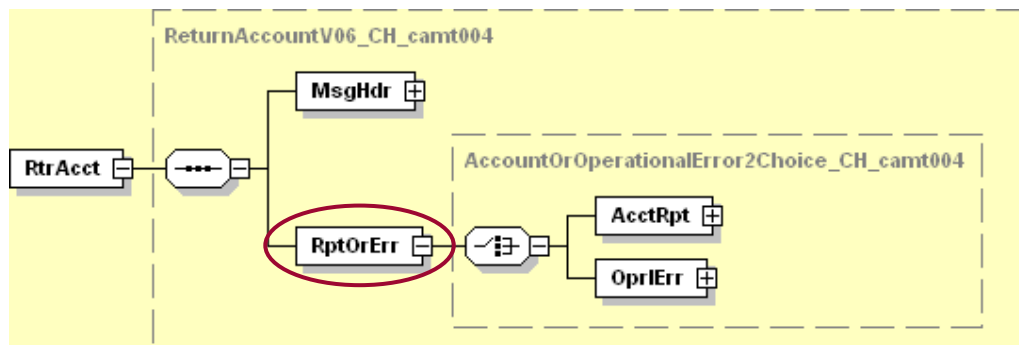 ReturnAccountV06_CH_camt004
MsgHdr
RtrAcct
AccountOrOperationalError2Choice_CH_camt004
AcctRpt
RptOrErr
OprlErr